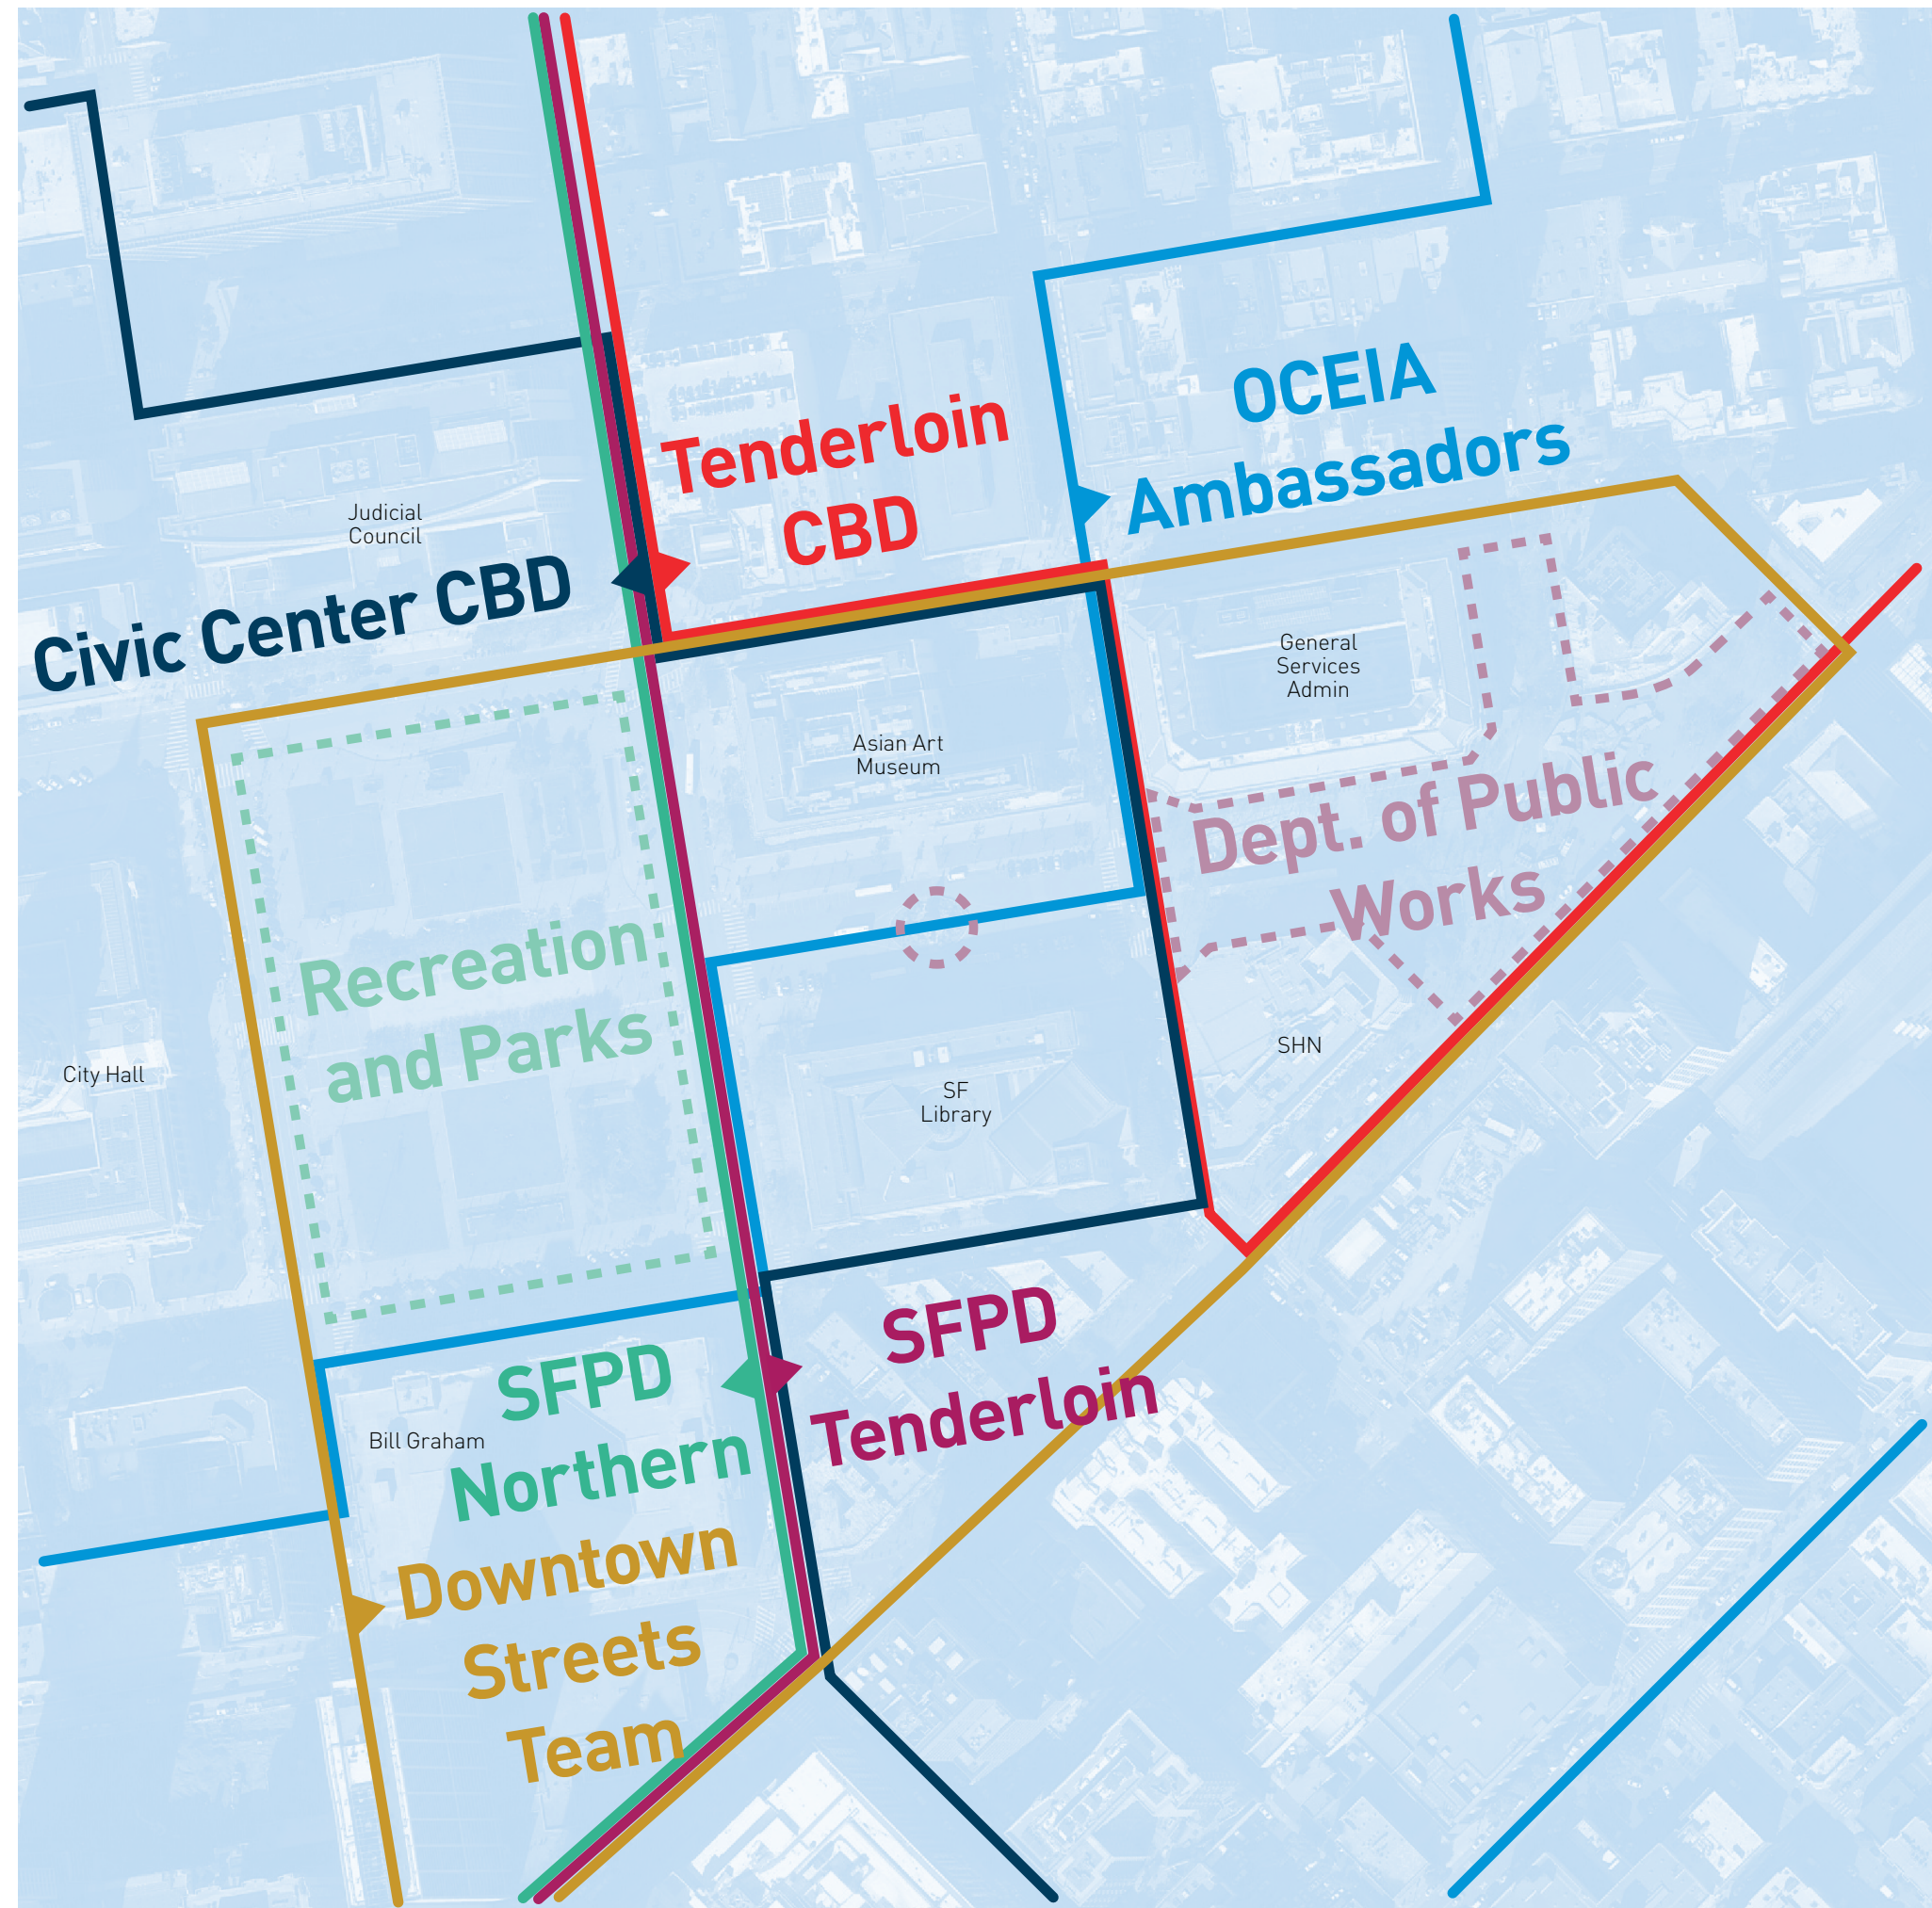 OCEIA
Ambassadors
Tenderloin
CBD
Judicial
Council
Civic Center CBD
General
Services
Admin
Asian Art
Museum
Dept. of Public
Works
Recreation
and Parks
City Hall
SHN
SF
Library
SFPD
Tenderloin
SFPD
Northern
Bill Graham
Downtown
Streets
Team